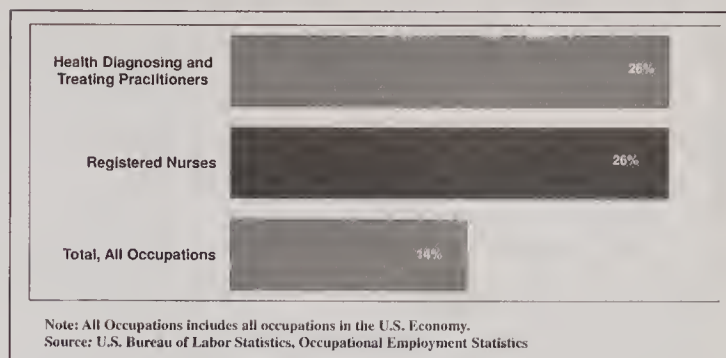 Health Diagnosing and
Treating Practitioners
26%
Registered Nurses
26%
Total, All Occupations
14%
Note: All Occupations includes all occupations in the U.S. Economy.
Source: U.S. Bureau of Labor Statistics, Occupational Employment Statistics